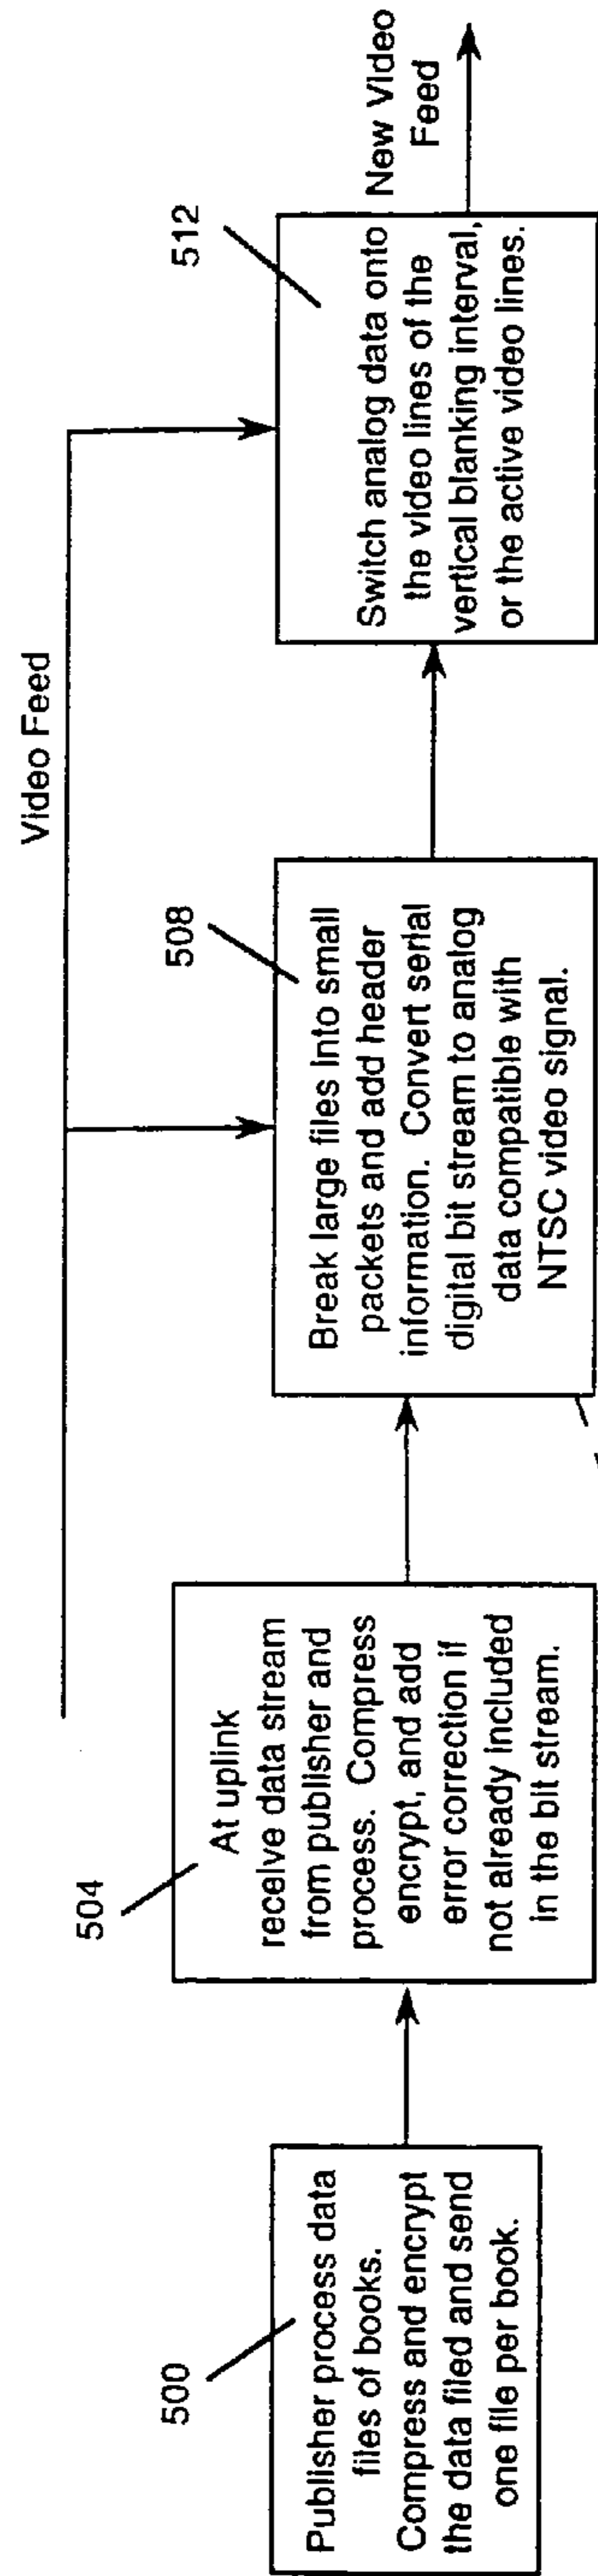 Video Feed
500
Publisher process data
files of books.
Compress and encrypt
the data filed and send
one file per book.
504
At uplink
receive data stream
from publisher and
process. Compress
encrypt, and add
error correction if
not already included
in the bit stream.
508
Break large files into small
packets and add header
information. Convert serial
digital bit stream to analog
data compatible with
NTSC video signal.
512
Switch analog data onto
the video lines of the
vertical blanking interval,
or the active video lines.
New Video
Feed